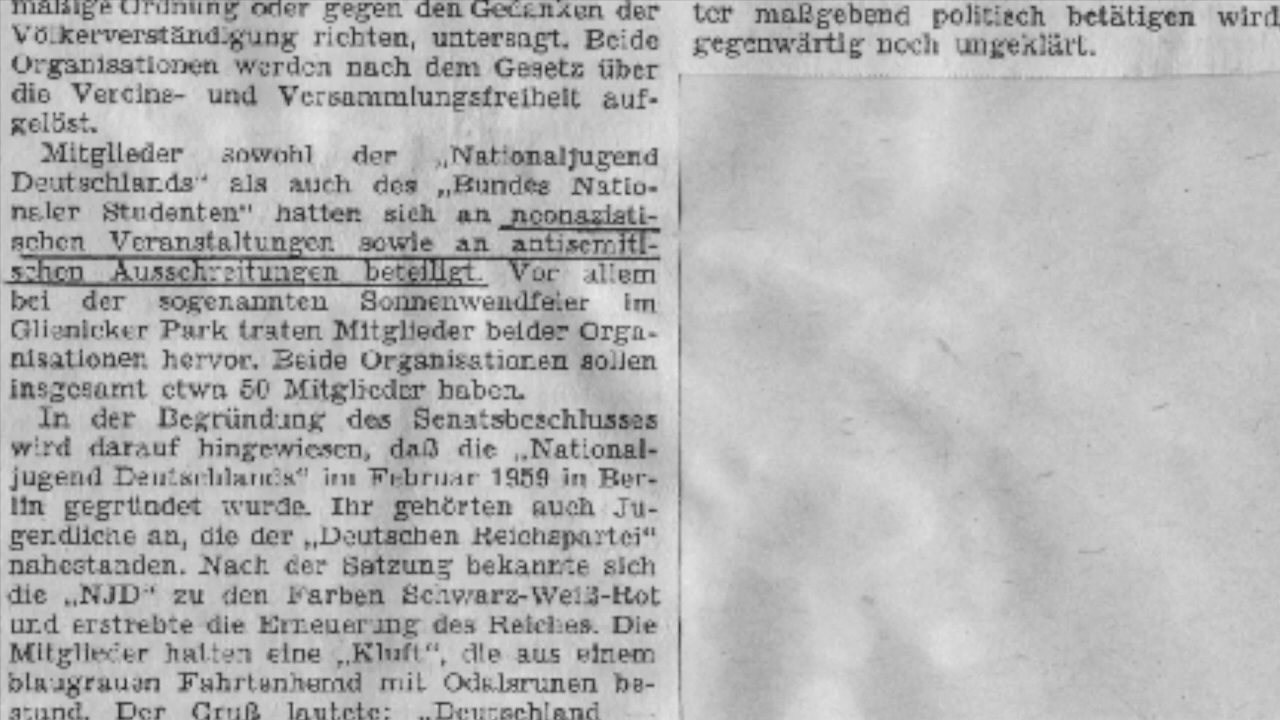 mäßige Ordnung oder gegen den Gedanken der
Völkerverständigung richten, untersagt. Beide
Organisationen werden nach dem Gesetz über
die Vereins- und Versammlungsfreiheit auf-
gelöst.
Mitglieder sowohl der „Nationaljugend
Deutschlands“ als auch des „Bundes Natio-
naler Studenten“ hatten sich an neonazisti-
schen Veranstaltungen sowie an antisemiti-
schen Ausschreitungen beteiligt. Vor allem
bei der sogenannten Sonnenwendfeier im
Glienicker Park traten Mitglieder beider Orga-
nisationen hervor. Beide Organisationen sollen
insgesamt etwa 50 Mitglieder haben.
In der Begründung des Senatsbeschlusses
wird darauf hingewiesen, daß die „National-
jugend Deutschlands“ im Februar 1959 in Ber-
lin gegründet wurde. Ihr gehörten auch Ju-
gendliche an, die der „Deutschen Reichspartei“
nahestanden. Nach der Satzung bekannte sich
die „NJD“ zu den Farben Schwarz-Weiß-Rot
und erstrebte die Erneuerung des Reiches. Die
Mitglieder hatten eine „Kluft“, die aus einem
blaugrauen Fahrtenhemd mit Odalsrunen be-
stand. Der Gruß lautete: „Deutschland
ter maßgebend politisch betätigen wird
gegenwärtig noch ungeklärt.